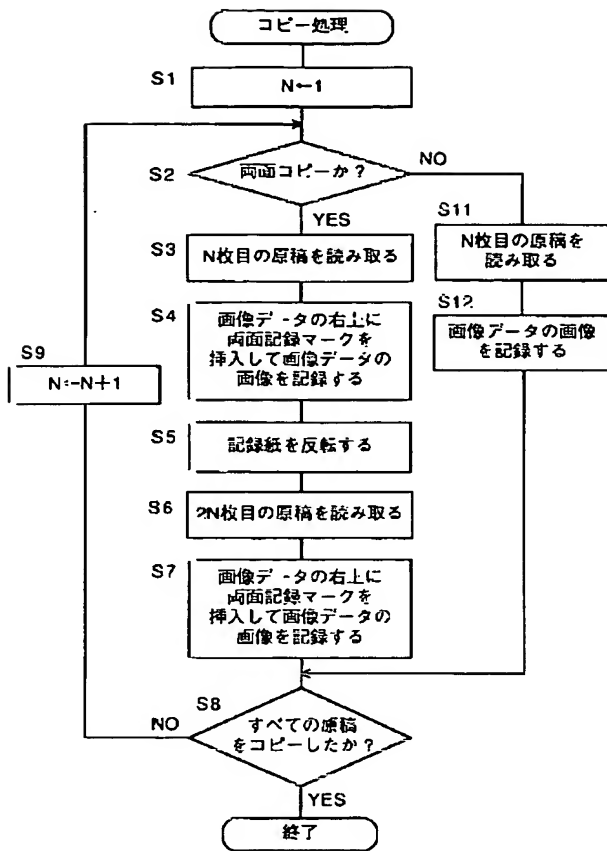 コピー処理
S1
N←1
S2
両面コピーか?
NO
YES
S11
N枚目の原稿を
読み取る
S3
N枚目の原稿を読み取る
S12
画像データの画像
を記録する
S4
画像データの右上に
両面記録マークを
挿入して画像データの
画像を記録する
S9
N←N+1
S5
記録紙を反転する
S6
2N枚目の原稿を読み取る
S7
画像データの右上に
両面記録マークを
挿入して画像データの
画像を記録する
S8
すべての原稿
をコピーしたか?
NO
YES
終了